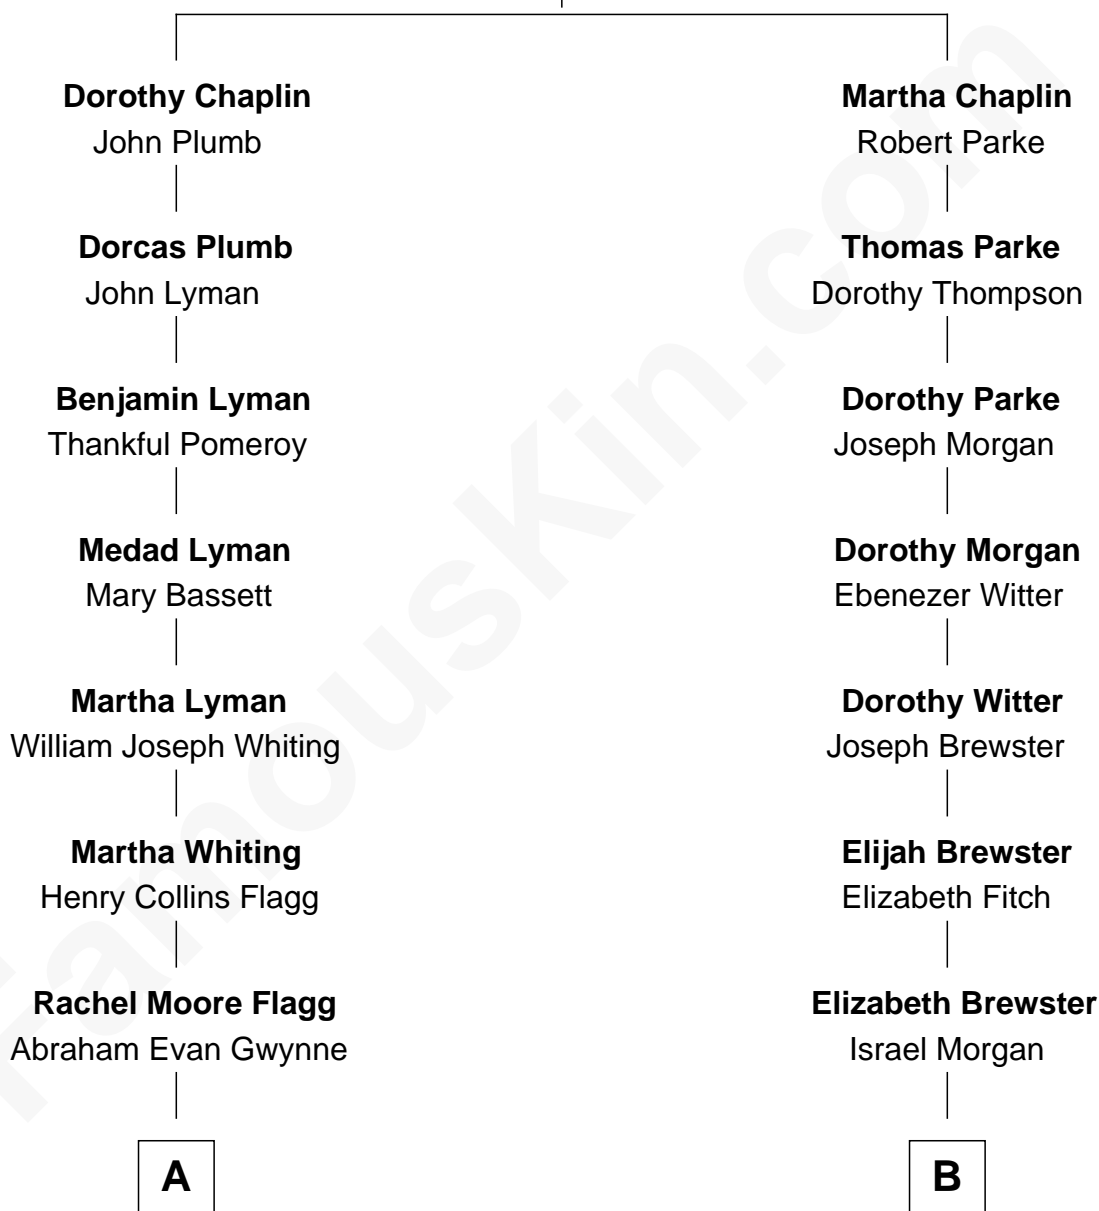 Dorothy Chaplin
John Plumb
Martha Chaplin
Robert Parke
Dorcas Plumb
John Lyman
Thomas Parke
Dorothy Thompson
Benjamin Lyman
Thankful Pomeroy
Dorothy Parke
Joseph Morgan
Medad Lyman
Mary Bassett
Dorothy Morgan
Ebenezer Witter
Martha Lyman
William Joseph Whiting
Dorothy Witter
Joseph Brewster
Martha Whiting
Henry Collins Flagg
Elijah Brewster
Elizabeth Fitch
Rachel Moore Flagg
Abraham Evan Gwynne
Elizabeth Brewster
Israel Morgan
A
B
FamousKin.com